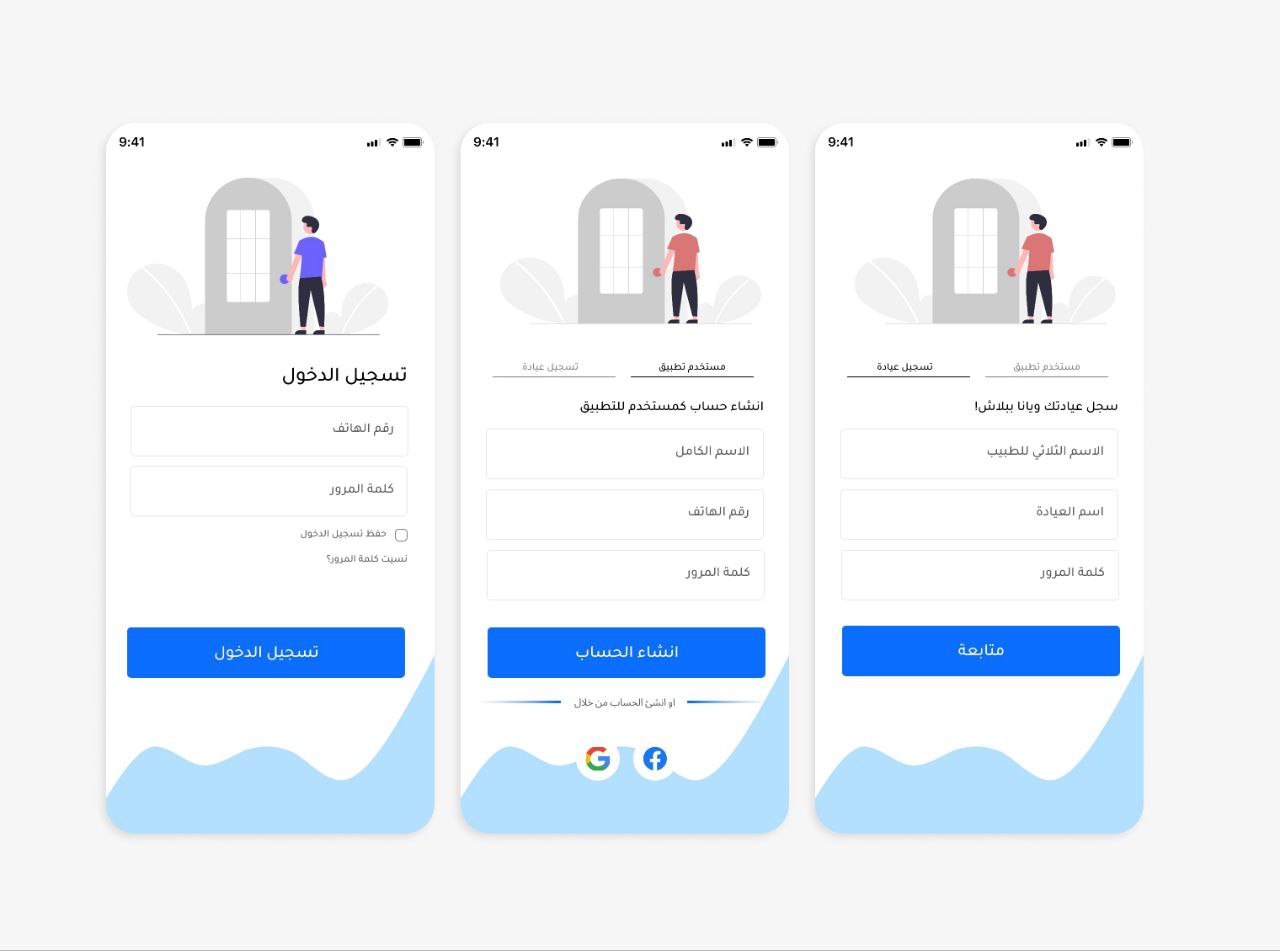 9:41
تسجيل الدخول
رقم الهاتف
كلمة المرور
حفظ تسجيل الدخول
نسيت كلمة المرور؟
تسجيل الدخول
9:41
مستخدم تطبيق
تسجيل عيادة
انشاء حساب كمستخدم للتطبيق
الاسم الكامل
رقم الهاتف
كلمة المرور
انشاء الحساب
او انشئ الحساب من خلال
9:41
مستخدم تطبيق
تسجيل عيادة
سجل عيادتك ويانا ببلاش!
الاسم الثلاثي للطبيب
اسم العيادة
كلمة المرور
متابعة